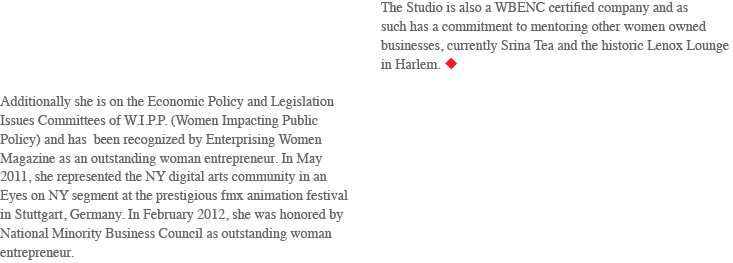 Additionally she is on the Economic Policy and Legislation
Issues Committees of W.I.P.P. (Women Impacting Public
Policy) and has  been recognized by Enterprising Women
Magazine as an outstanding woman entrepreneur. In May
2011, she represented the NY digital arts community in an
Eyes on NY segment at the prestigious fmx animation festival
in Stuttgart, Germany. In February 2012, she was honored by
National Minority Business Council as outstanding woman
entrepreneur.
The Studio is also a WBENC certified company and as
such has a commitment to mentoring other women owned
businesses, currently Srina Tea and the historic Lenox Lounge
in Harlem. ◆